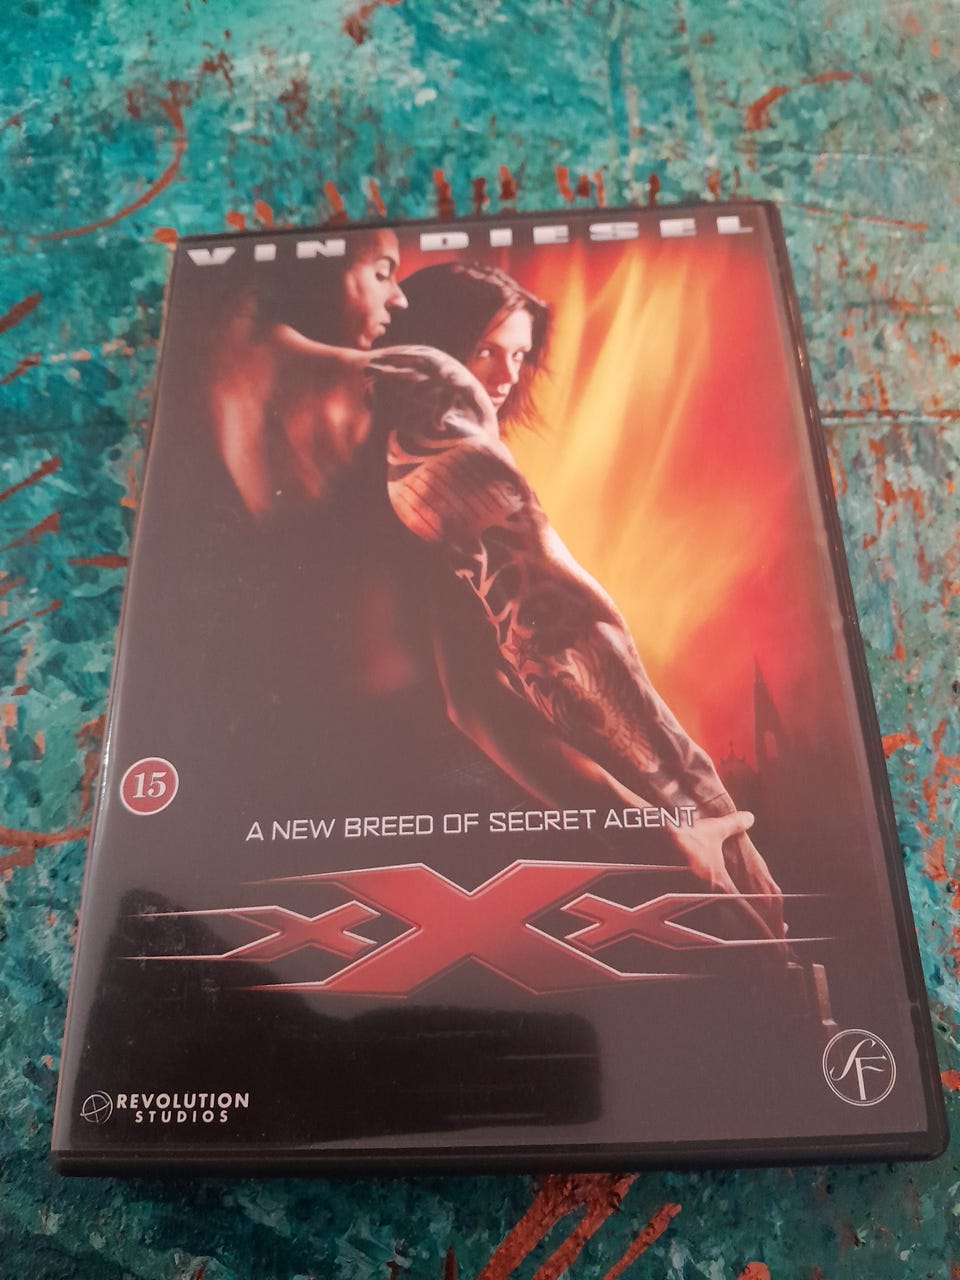 VIN DIESEL
15
A NEW BREED OF SECRET AGENT
xXx
SF
REVOLUTION
STUDIOS